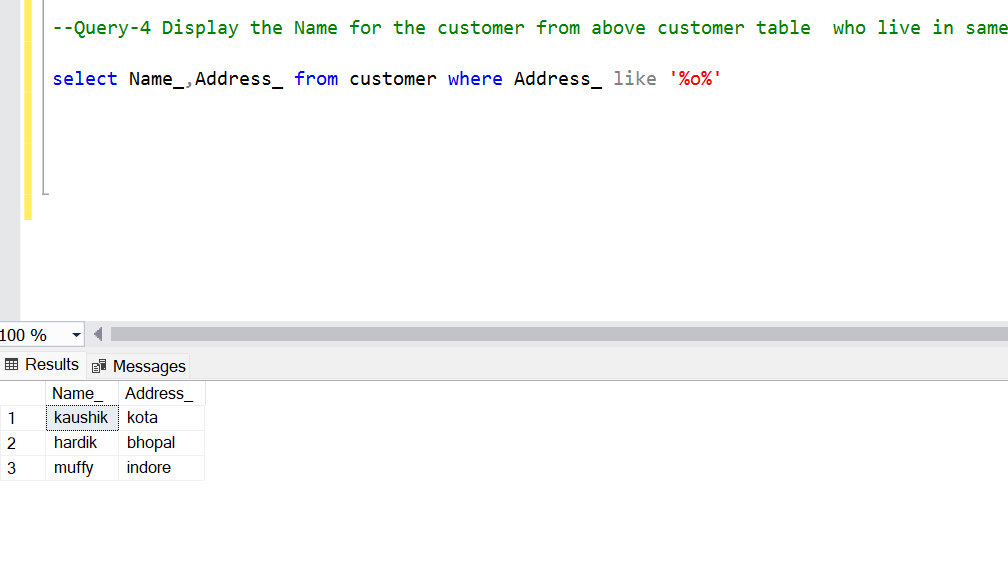 --Query-4 Display the Name for the customer from above customer table  who live in same
select Name_,Address_ from customer where Address_ like '%o%'
100 %
Results Messages
Name_ Address_
1 kaushik kota
2 hardik bhopal
3 muffy indore